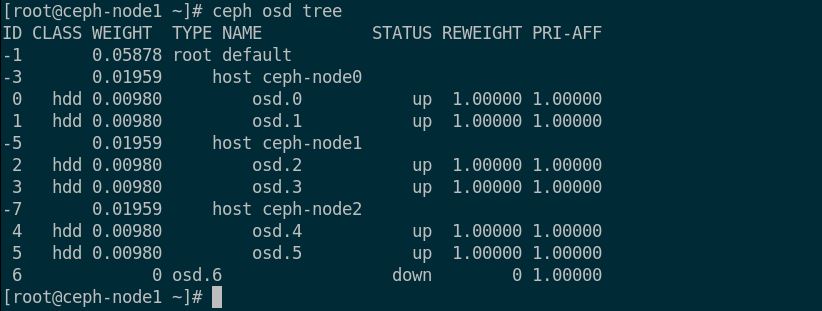 [root@ceph-node1 ~]# ceph osd tree
ID CLASS WEIGHT  TYPE NAME           STATUS REWEIGHT PRI-AFF
-1       0.05878 root default
-3       0.01959     host ceph-node0
 0   hdd 0.00980         osd.0           up  1.00000 1.00000
 1   hdd 0.00980         osd.1           up  1.00000 1.00000
-5       0.01959     host ceph-node1
 2   hdd 0.00980         osd.2           up  1.00000 1.00000
 3   hdd 0.00980         osd.3           up  1.00000 1.00000
-7       0.01959     host ceph-node2
 4   hdd 0.00980         osd.4           up  1.00000 1.00000
 5   hdd 0.00980         osd.5           up  1.00000 1.00000
 6             0 osd.6                 down        0 1.00000
[root@ceph-node1 ~]#